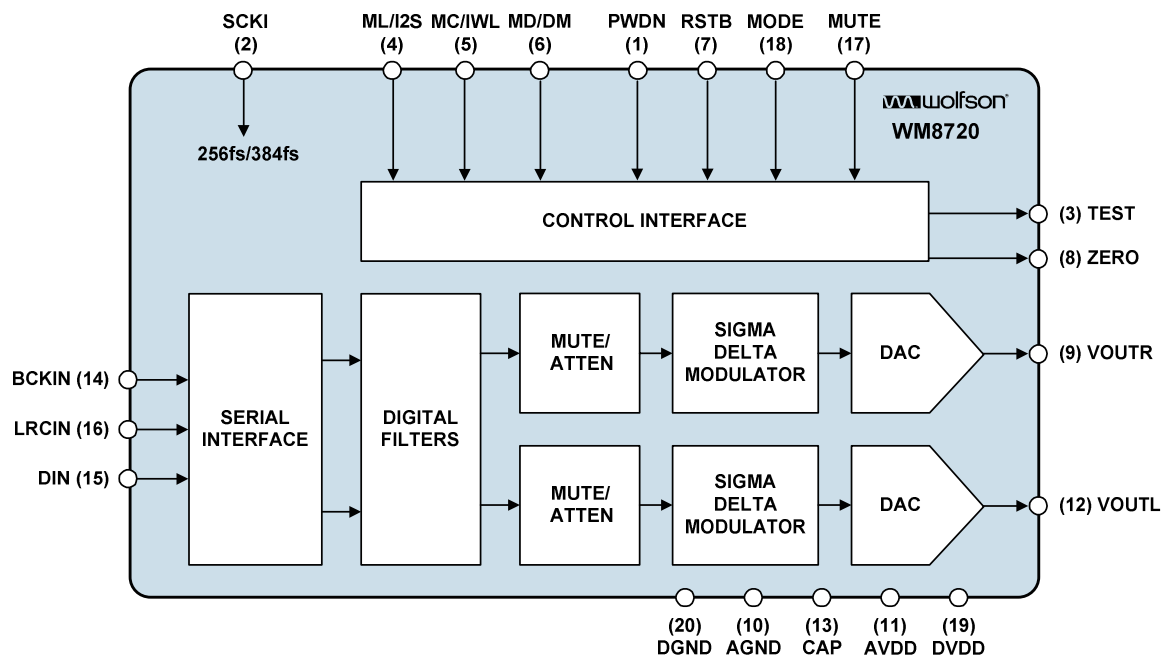 SCKI
(2)
ML/I2S
(4)
MC/IWL
(5)
MD/DM
(6)
PWDN
(1)
RSTB
(7)
MODE
(18)
MUTE
(17)
wolfson®
WM8720
256fs/384fs
CONTROL INTERFACE
(3) TEST
(8) ZERO
BCKIN (14)
LRCIN (16)
DIN (15)
SERIAL
INTERFACE
DIGITAL
FILTERS
MUTE/
ATTEN
SIGMA
DELTA
MODULATOR
DAC
(9) VOUTR
MUTE/
ATTEN
SIGMA
DELTA
MODULATOR
DAC
(12) VOUTL
(20)
DGND
(10)
AGND
(13)
CAP
(11)
AVDD
(19)
DVDD